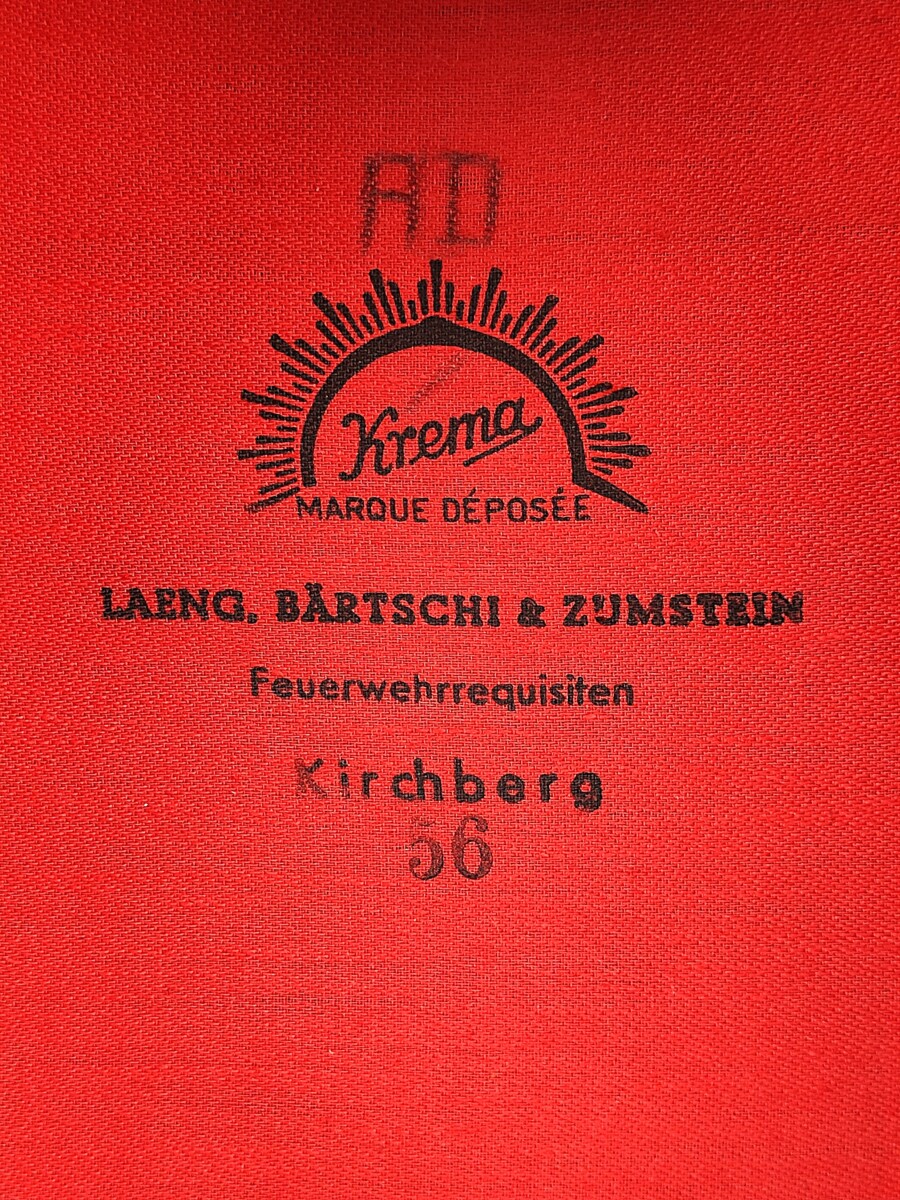 AD
Krema
MARQUE DÉPOSÉE
LAENG, BÄRTSCHI & ZUMSTEIN
Feuerwehrrequisiten
Kirchberg
56